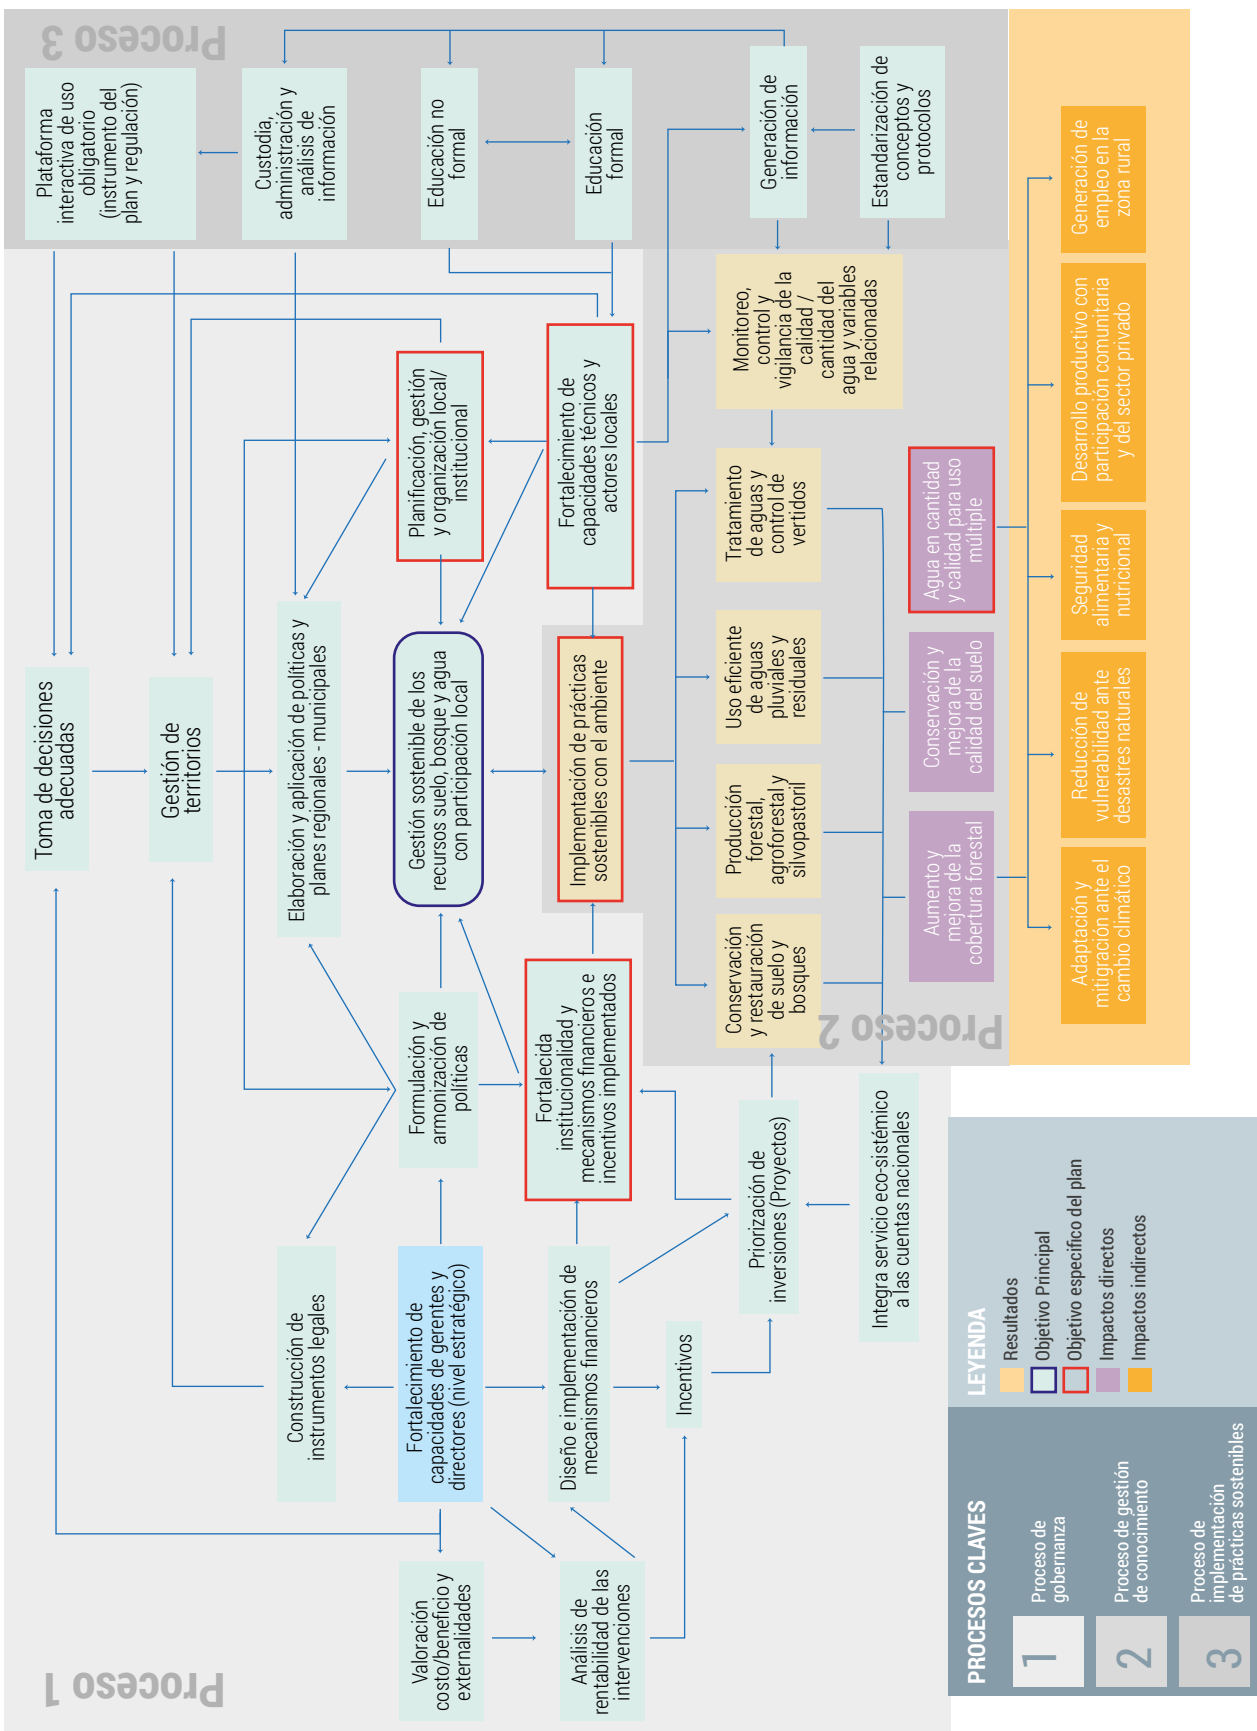 Proceso 1
Valoración
costo/beneficio y
externalidades
Análisis de
rentabilidad de las
intervenciones
Construcción de
instrumentos legales
Fortalecimiento de
capacidades de gerentes y
directores (nivel estratégico)
Diseño e implementación de
mecanismos financieros
Incentivos
Formulación y
armonización de
políticas
Fortalecida
institucionalidad y
mecanismos financieros e
incentivos implementados
Priorización de
inversiones (Proyectos)
Integra servicio eco-sistémico
a las cuentas nacionales
Toma de decisiones
adecuadas
Gestión de
territorios
Elaboración y aplicación de políticas y
planes regionales - municipales
Gestión sostenible de los
recursos suelo, bosque y agua
con participación local
Implementación de prácticas
sostenibles con el ambiente
Planificación, gestión
y organización local/
institucional
Fortalecimiento de
capacidades técnicos y
actores locales
Proceso 2
Conservación
y restauración
de suelo y
bosques
Producción
forestal,
agroforestal y
silvopastoril
Uso eficiente
de aguas
pluviales y
residuales
Tratamiento
de aguas y
control de
vertidos
Monitoreo,
control y
vigilancia de la
calidad /
cantidad del
agua y variables
relacionadas
Aumento y
mejora de la
cobertura forestal
Conservación y
mejora de la
calidad del suelo
Agua en cantidad
y calidad para uso
múltiple
Proceso 3
Plataforma
interactiva de uso
obligatorio
(instrumento del
plan y regulación)
Custodia,
administración y
análisis de
información
Educación no
formal
Educación
formal
Generación de
información
Estandarización de
conceptos y
protocolos
Adaptación y
mitigración ante el
cambio climático
Reducción de
vulnerabilidad ante
desastres naturales
Seguridad
alimentaria y
nutricional
Desarrollo productivo con
participación comunitaria
y del sector privado
Generación de
empleo en la
zona rural
PROCESOS CLAVES
1
Proceso de
gobernanza
2
Proceso de gestión
de conocimiento
3
Proceso de
implementación
de prácticas sostenibles
LEYENDA
Resultados
Objetivo Principal
Objetivo especifico del plan
Impactos directos
Impactos indirectos